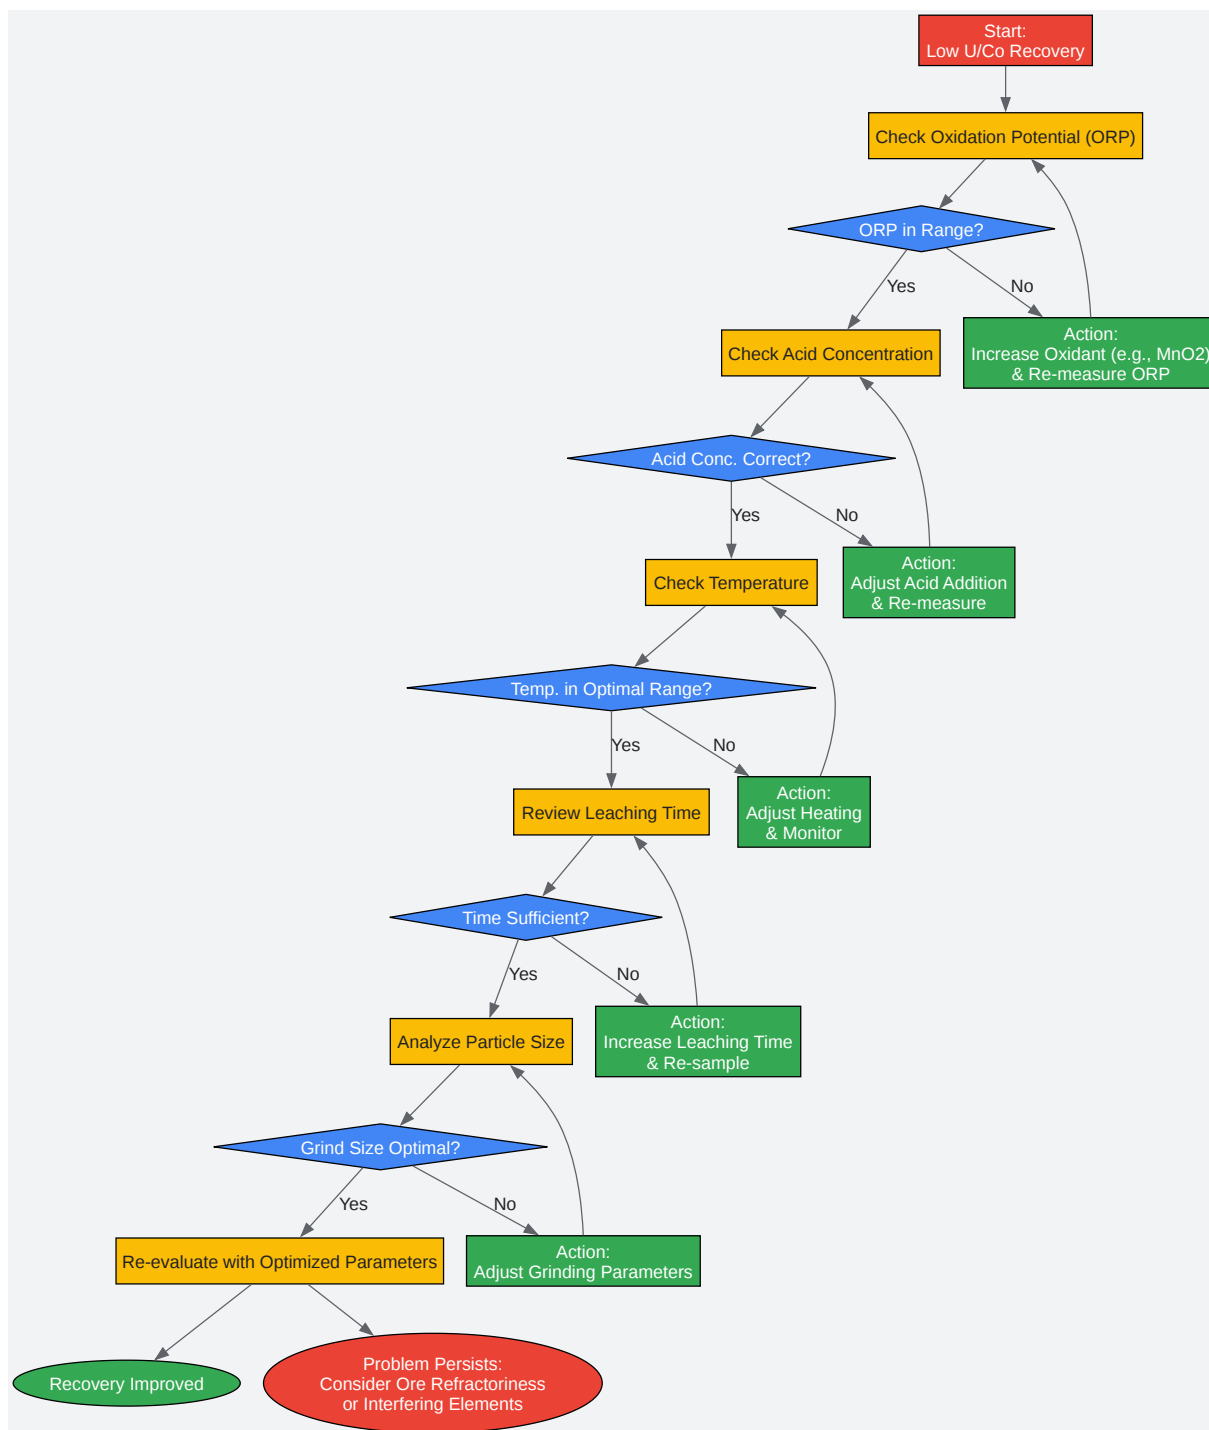 Start:
Low U/Co Recovery
Check Oxidation Potential (ORP)
ORP in Range?
Yes
No
Action:
Increase Oxidant (e.g., MnO2)
& Re-measure ORP
Check Acid Concentration
Acid Conc. Correct?
Yes
No
Action:
Adjust Acid Addition
& Re-measure
Check Temperature
Temp. in Optimal Range?
Yes
No
Action:
Adjust Heating
& Monitor
Review Leaching Time
Time Sufficient?
Yes
No
Action:
Increase Leaching Time
& Re-sample
Analyze Particle Size
Grind Size Optimal?
Yes
No
Action:
Adjust Grinding Parameters
Re-evaluate with Optimized Parameters
Recovery Improved
Problem Persists:
Consider Ore Refractoriness
or Interfering Elements